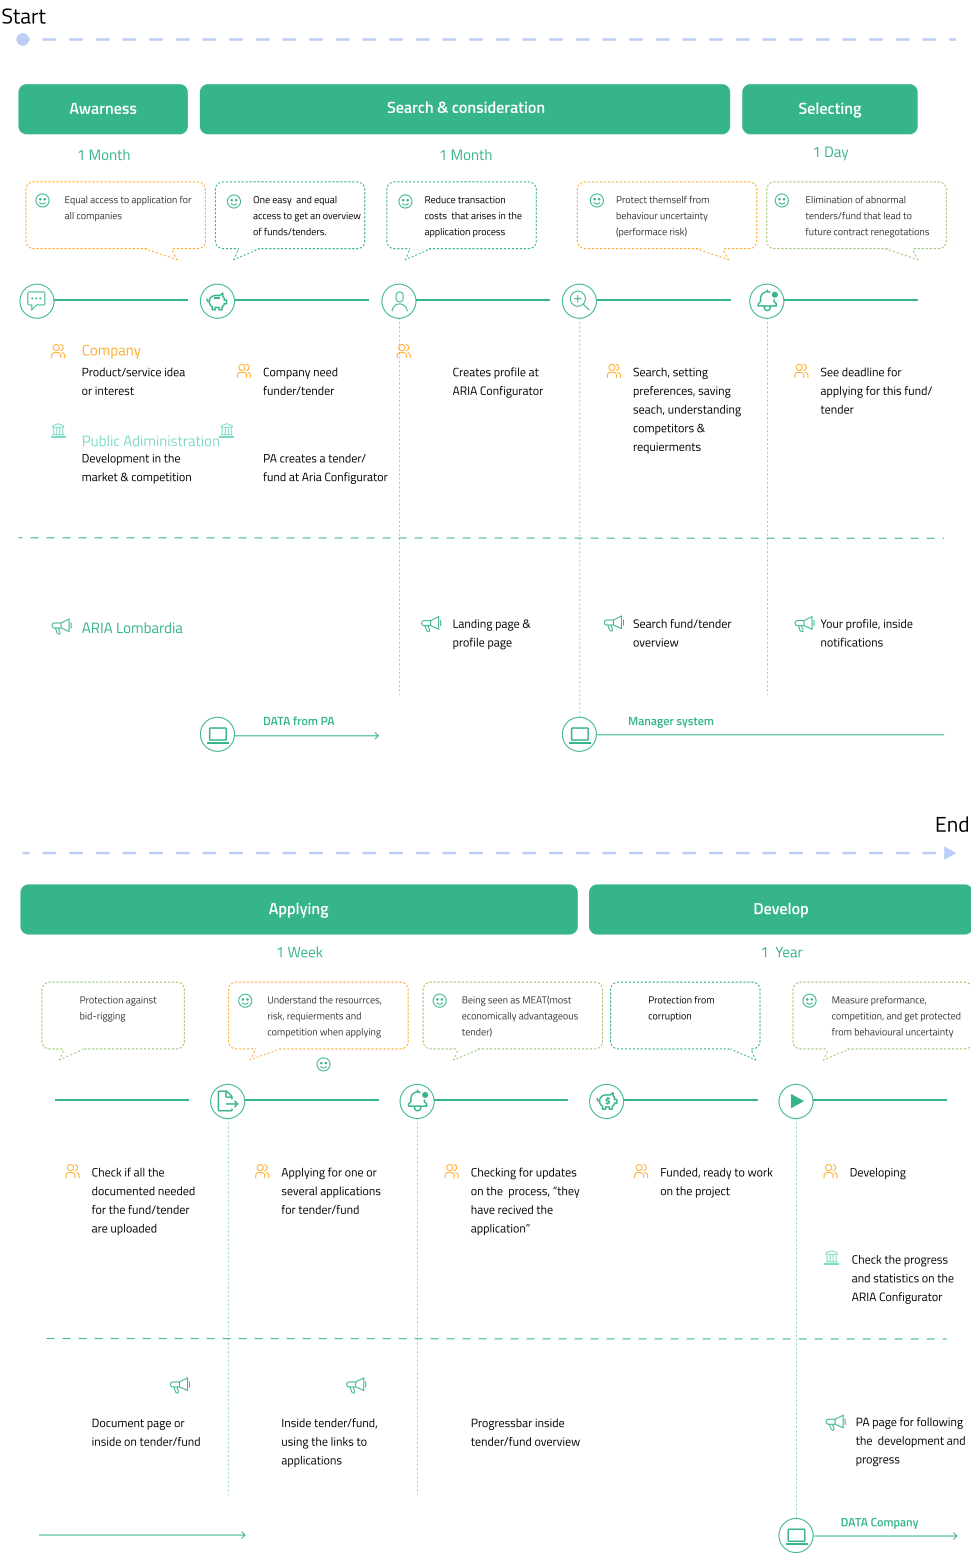 Start
Awarness
Search & consideration
Selecting
1 Month
1 Month
1 Day
Equal access to application for
all companies
One easy and equal
access to get an overview
of funds/tenders.
Reduce transaction
costs that arises in the
application process
Protect themself from
behaviour uncertainty
(performace risk)
Elimination of abnormal
tenders/fund that lead to
future contract renegotations
Company
Product/service idea
or interest
Company need
funder/tender
Creates profile at
ARIA Configurator
Search, setting
preferences, saving
seach, understanding
competitors &
requierments
See deadline for
applying for this fund/
tender
Public Adiministration
Development in the
market & competition
PA creates a tender/
fund at Aria Configurator
ARIA Lombardia
Landing page &
profile page
Search fund/tender
overview
Your profile, inside
notifications
DATA from PA
Manager system
End
Applying
Develop
1 Week
1 Year
Protection against
bid-rigging
Understand the resourrces,
risk, requierments and
competition when applying
Being seen as MEAT(most
economically advantageous
tender)
Protection from
corruption
Measure preformance,
competition, and get protected
from behavioural uncertainty
Check if all the
documented needed
for the fund/tender
are uploaded
Applying for one or
several applications
for tender/fund
Checking for updates
on the process, “they
have recived the
application”
Funded, ready to work
on the project
Developing
Check the progress
and statistics on the
ARIA Configurator
Document page or
inside on tender/fund
Inside tender/fund,
using the links to
applications
Progressbar inside
tender/fund overview
PA page for following
the development and
progress
DATA Company